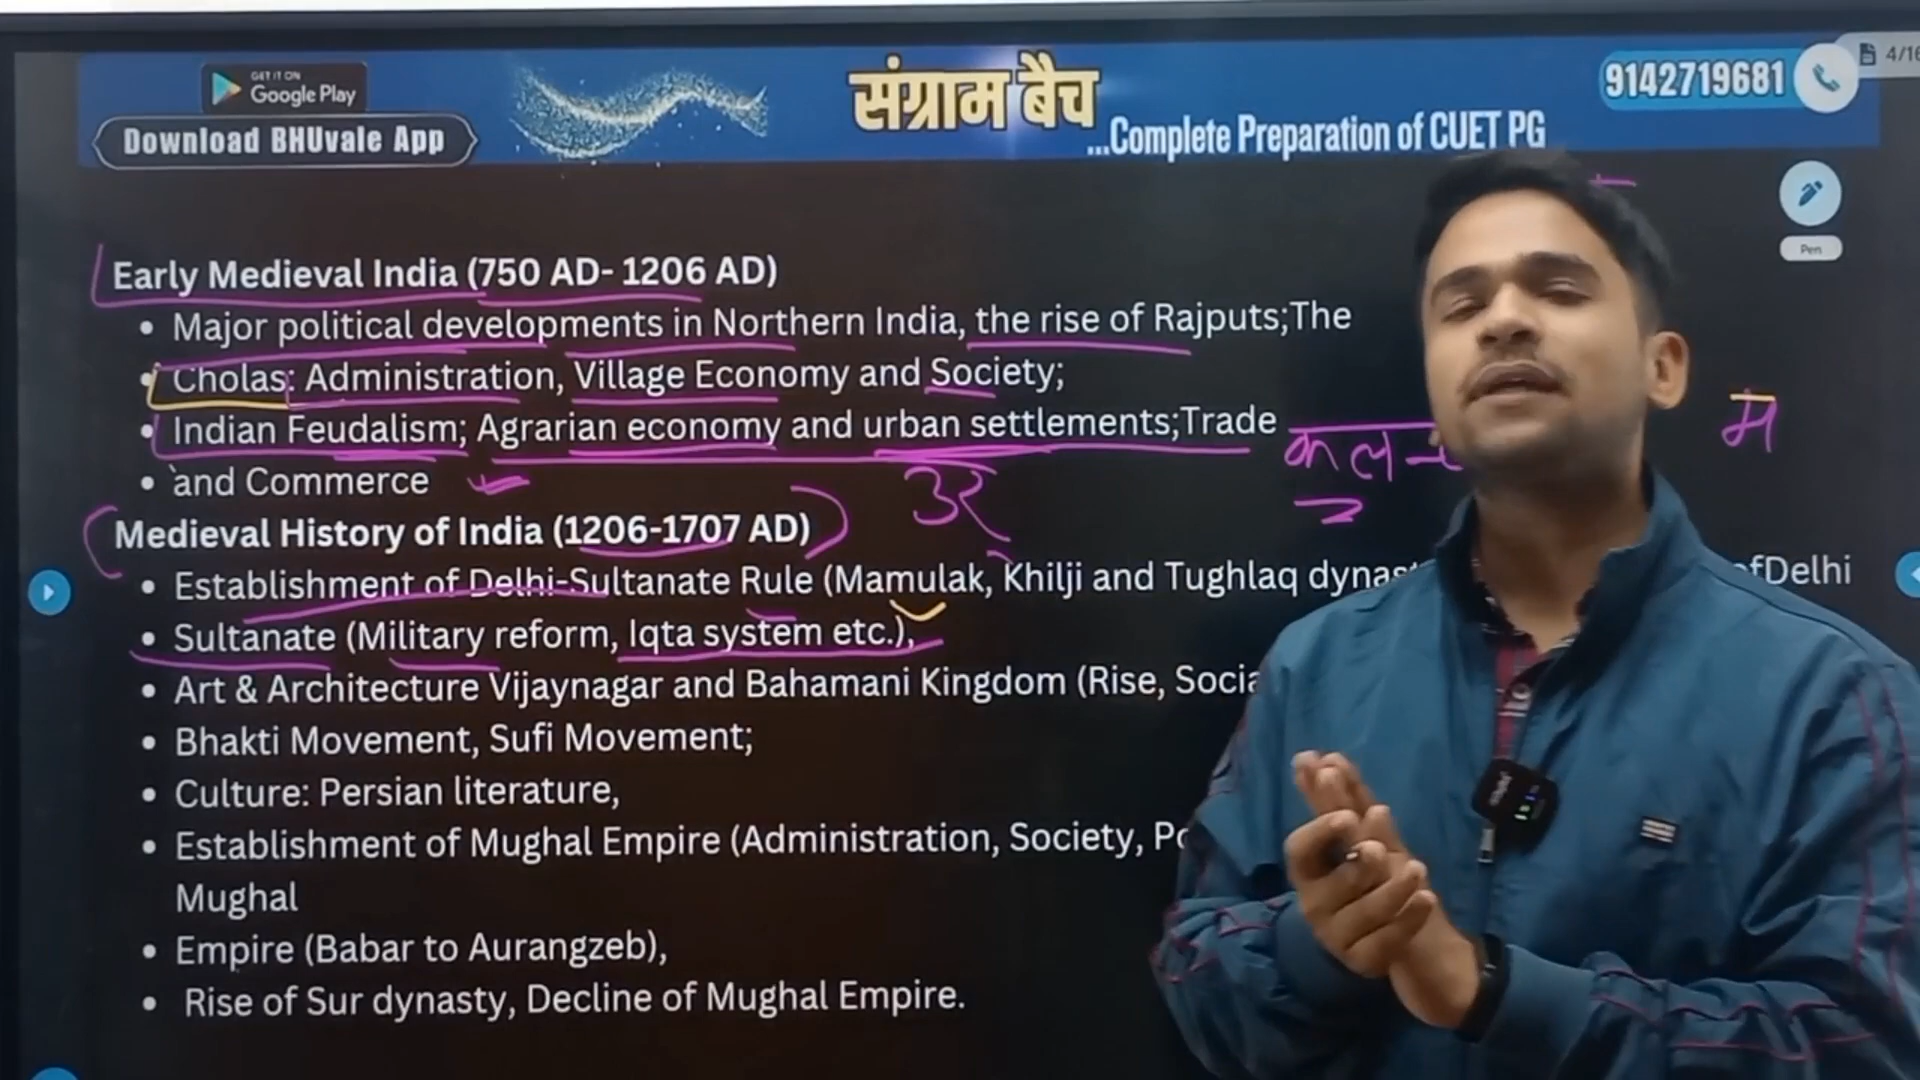 GET IT ON
Google Play
Download BHUvale App
संग्राम बैच
...Complete Preparation of CUET PG
9142719681
4/16
Pen
Early Medieval India (750 AD- 1206 AD)
• Major political developments in Northern India, the rise of Rajputs;The
• Cholas: Administration, Village Economy and Society;
• Indian Feudalism; Agrarian economy and urban settlements;Trade
• `and Commerce
Medieval History of India (1206-1707 AD)
• Establishment of Delhi-Sultanate Rule (Mamulak, Khilji and Tughlaq ofDelhi
• Sultanate (Military reform, Iqta system etc.),
• Art & Architecture Vijaynagar and Bahamani Kingdom (Rise,
• Bhakti Movement, Sufi Movement;
• Culture: Persian literature,
• Establishment of Mughal Empire (Administration, Society,
Mughal
• Empire (Babar to Aurangzeb),
• Rise of Sur dynasty, Decline of Mughal Empire.